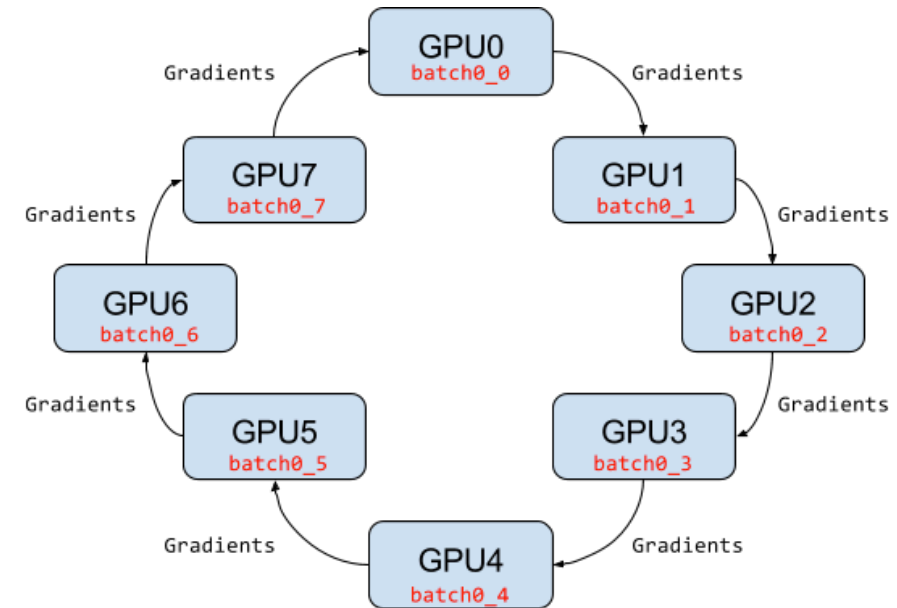 GPU0
batch0_0
Gradients
Gradients
GPU7
batch0_7
GPU1
batch0_1
Gradients
Gradients
GPU6
batch0_6
GPU2
batch0_2
Gradients
Gradients
GPU5
batch0_5
GPU3
batch0_3
Gradients
Gradients
GPU4
batch0_4